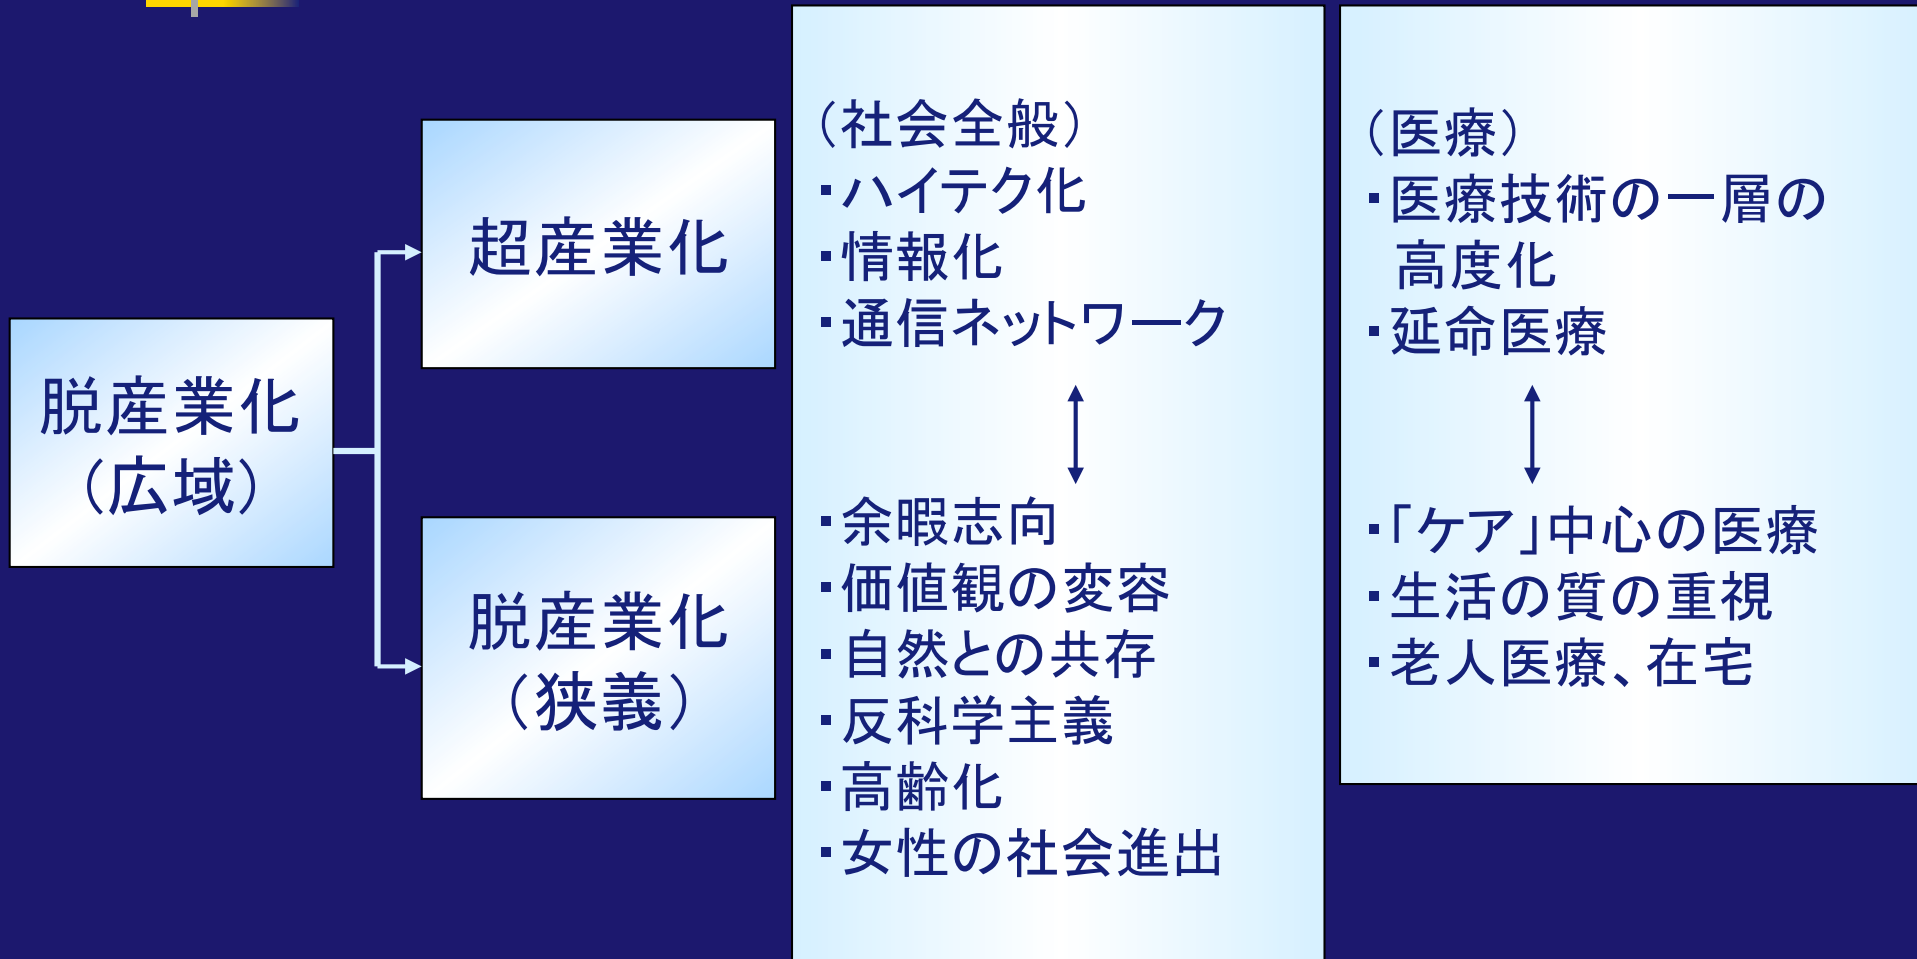 脱産業化
（広域）
超産業化
脱産業化
（狭義）
（社会全般）
・ハイテク化
・情報化
・通信ネットワーク
・余暇志向
・価値観の変容
・自然との共存
・反科学主義
・高齢化
・女性の社会進出
（医療）
・医療技術の一層の
高度化
・延命医療
・「ケア」中心の医療
・生活の質の重視
・老人医療、在宅